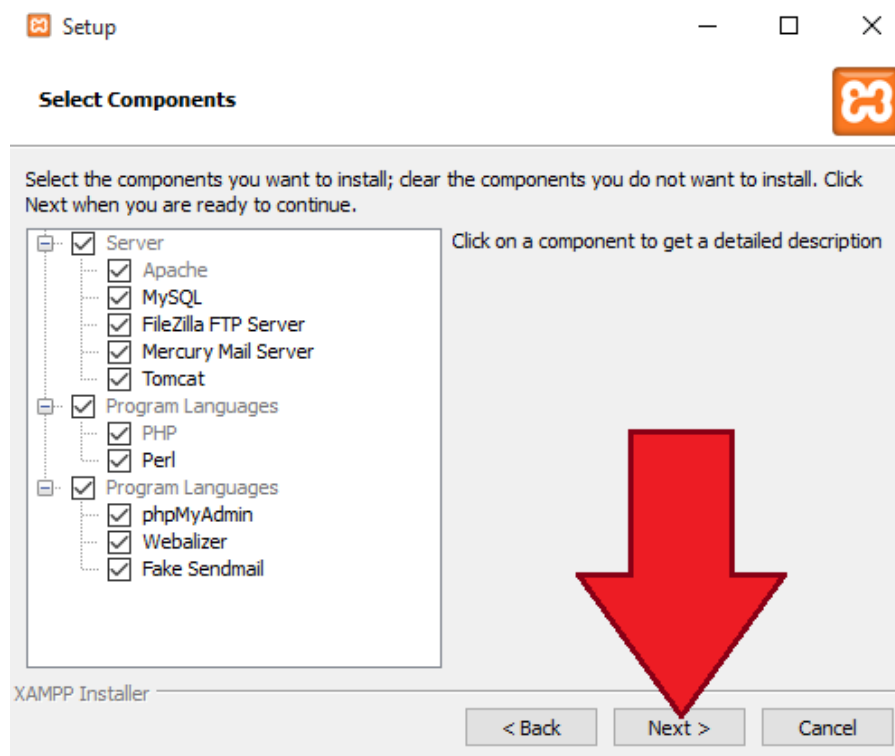 Setup
Select Components
Select the components you want to install; clear the components you do not want to install. Click
Next when you are ready to continue.
Server
Apache
MySQL
FileZilla FTP Server
Mercury Mail Server
Tomcat
Program Languages
PHP
Perl
Program Languages
phpMyAdmin
Webalizer
Fake Sendmail
Click on a component to get a detailed description
XAMPP Installer
< Back
Next >
Cancel